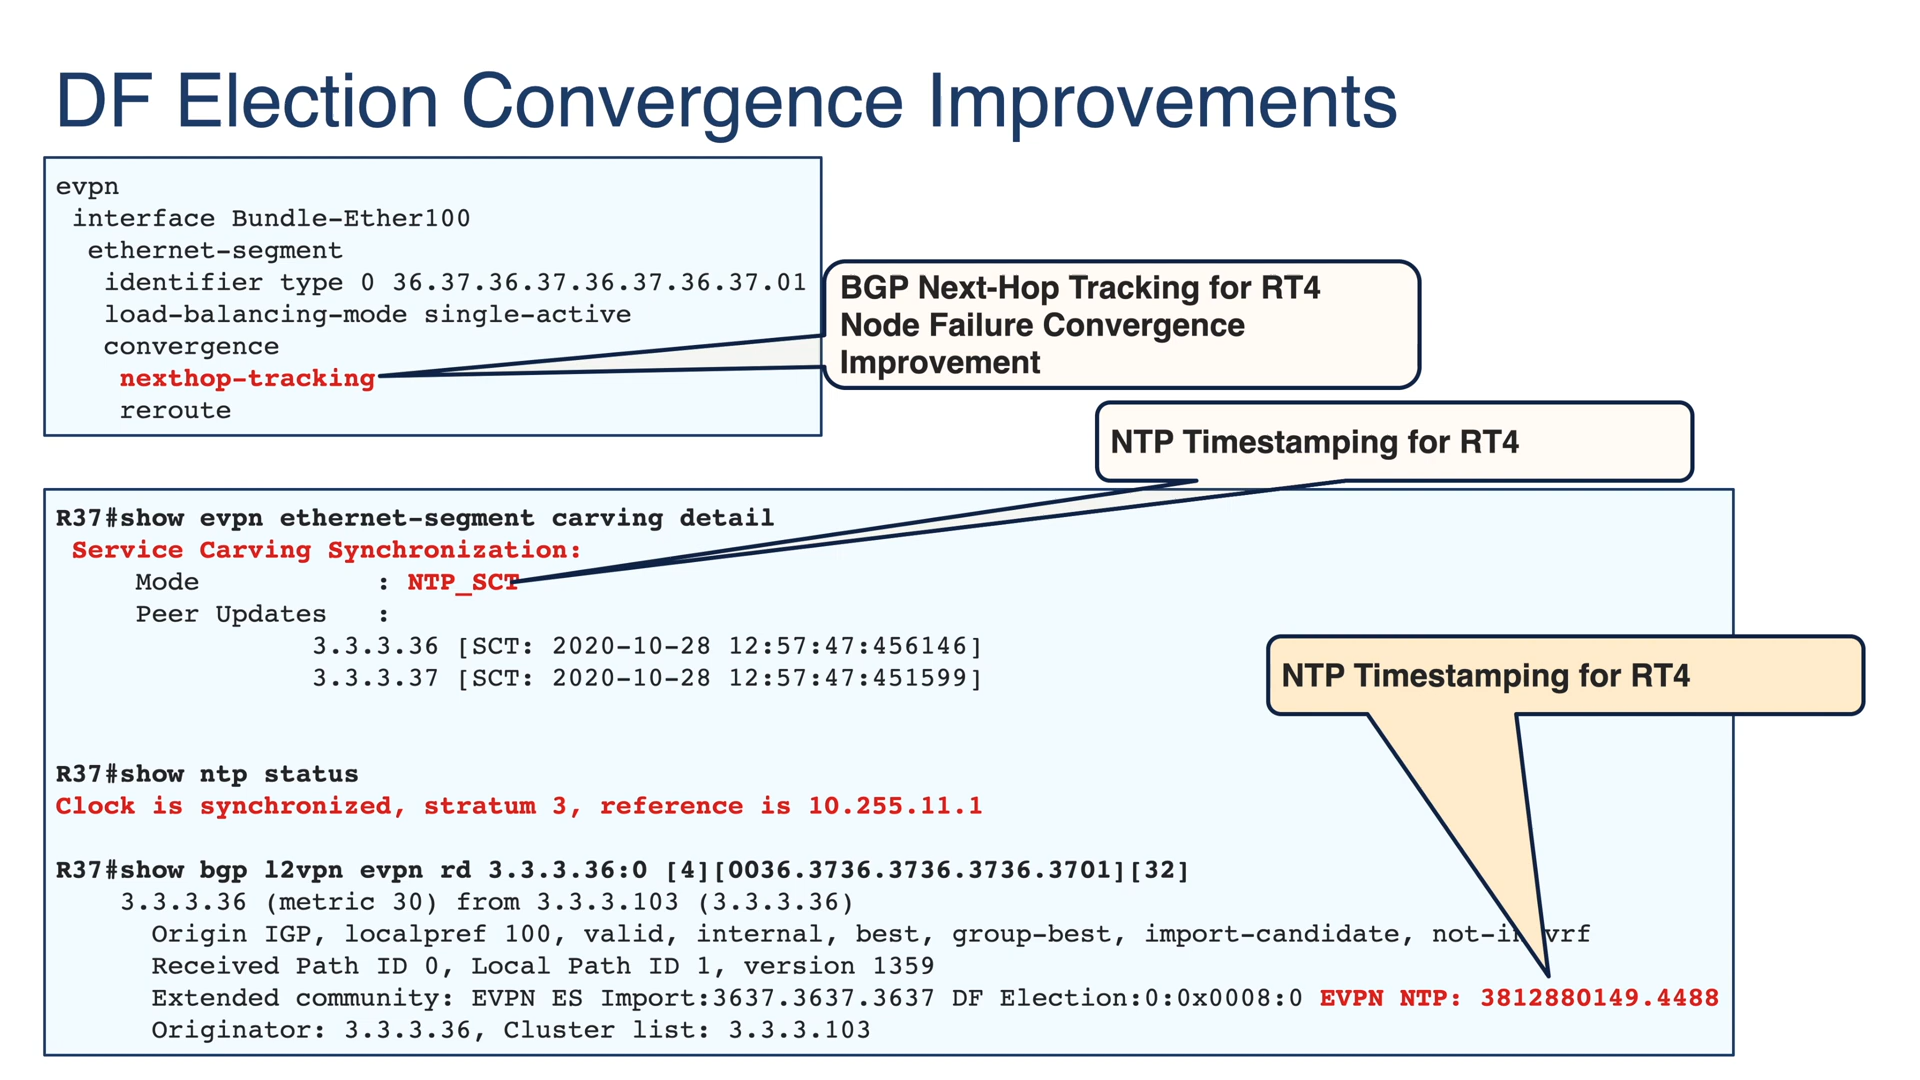 DF Election Convergence Improvements
evpn
interface Bundle-Ether100
ethernet-segment
identifier type 0 36.37.36.37.36.37.36.37.01
load-balancing-mode single-active
convergence
nexthop-tracking
reroute
BGP Next-Hop Tracking for RT4
Node Failure Convergence
Improvement
NTP Timestamping for RT4
R37#show evpn ethernet-segment carving detail
Service Carving Synchronization:
Mode : NTP_SCT
Peer Updates :
3.3.3.36 [SCT: 2020-10-28 12:57:47:456146]
3.3.3.37 [SCT: 2020-10-28 12:57:47:451599]
NTP Timestamping for RT4
R37#show ntp status
Clock is synchronized, stratum 3, reference is 10.255.11.1
R37#show bgp l2vpn evpn rd 3.3.3.36:0 [4][0036.3736.3736.3736.3701][32]
3.3.3.36 (metric 30) from 3.3.3.103 (3.3.3.36)
Origin IGP, localpref 100, valid, internal, best, group-best, import-candidate, not-in-vrf
Received Path ID 0, Local Path ID 1, version 1359
Extended community: EVPN ES Import:3637.3637.3637 DF Election:0:0x0008:0 EVPN NTP: 3812880149.4488
Originator: 3.3.3.36, Cluster list: 3.3.3.103